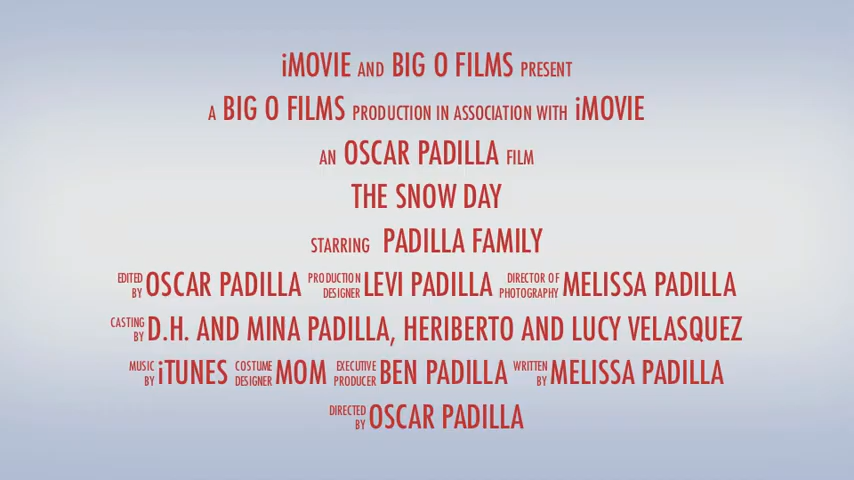 iMOVIE AND BIG O FILMS PRESENT
A BIG O FILMS PRODUCTION IN ASSOCIATION WITH iMOVIE
AN OSCAR PADILLA FILM
THE SNOW DAY
STARRING PADILLA FAMILY
EDITED BY OSCAR PADILLA PRODUCTION DESIGNER LEVI PADILLA DIRECTOR OF PHOTOGRAPHY MELISSA PADILLA
CASTING BY D.H. AND MINA PADILLA, HERIBERTO AND LUCY VELASQUEZ
MUSIC BY iTUNES COSTUME DESIGNER MOM EXECUTIVE PRODUCER BEN PADILLA WRITTEN BY MELISSA PADILLA
DIRECTED BY OSCAR PADILLA